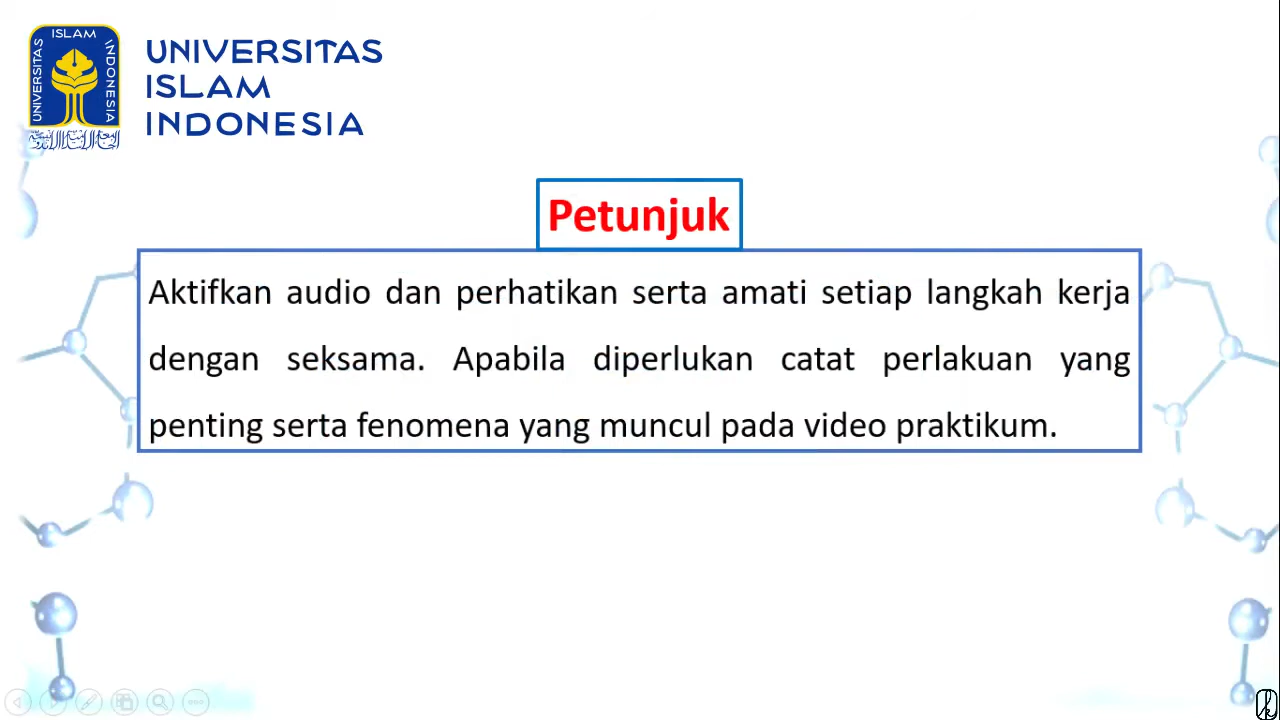 ISLAM
UNIVERSITAS
INDONESIA
UNIVERSITAS
ISLAM
INDONESIA
Petunjuk
Aktifkan audio dan perhatikan serta amati setiap langkah kerja
dengan seksama. Apabila diperlukan catat perlakuan yang
penting serta fenomena yang muncul pada video praktikum.